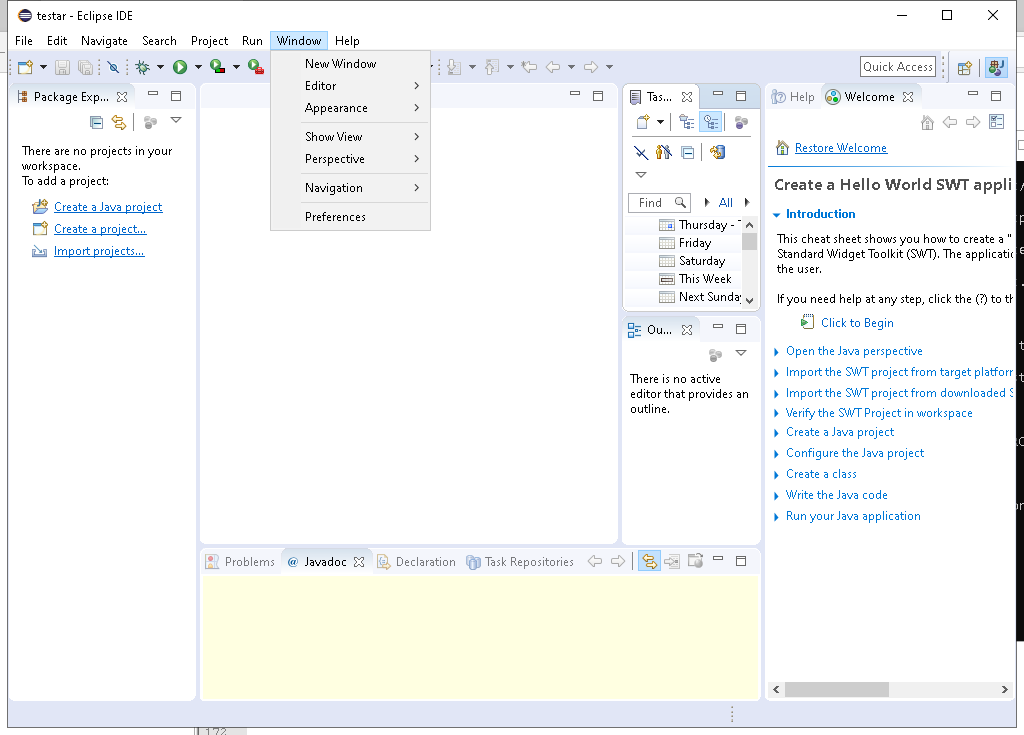 testar - Eclipse IDE
File Edit Navigate Search Project Run Window Help
Quick Access
New Window
Editor
Appearance
Show View
Perspective
Navigation
Preferences
Package Exp...
There are no projects in your
workspace.
To add a project:
Create a Java project
Create a project...
Import projects...
Tas...
Find
All
Thursday -
Friday
Saturday
This Week
Next Sunday
Ou...
There is no active
editor that provides an
outline.
Help Welcome
Restore Welcome
Create a Hello World SWT appli
Introduction
This cheat sheet shows you how to create a "
Standard Widget Toolkit (SWT). The applicatio
the user.
If you need help at any step, click the (?) to th
Click to Begin
Open the Java perspective
Import the SWT project from target platform
Import the SWT project from downloaded S
Verify the SWT Project in workspace
Create a Java project
Configure the Java project
Create a class
Write the Java code
Run your Java application
Problems @ Javadoc Declaration Task Repositories
172